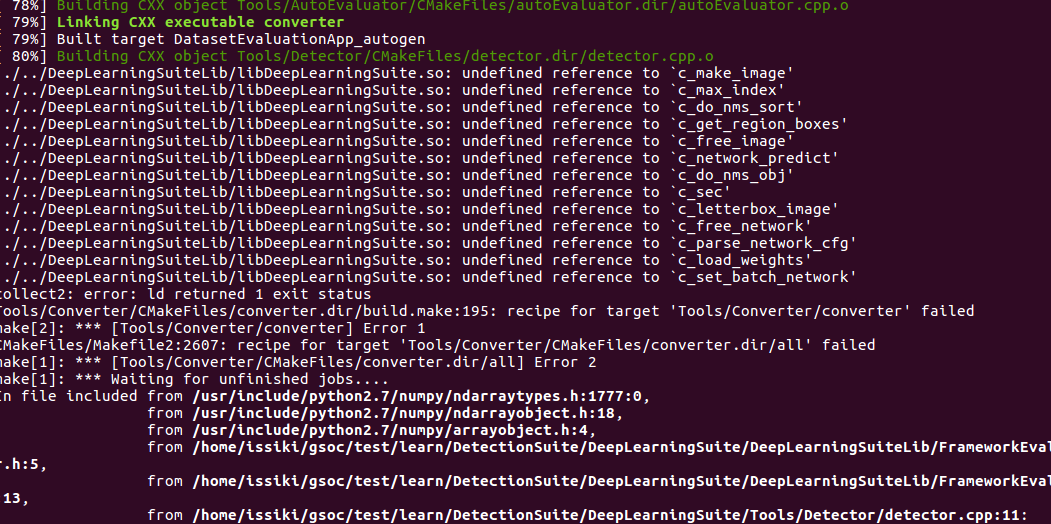 [ 78%] Building CXX object Tools/AutoEvaluator/CMakeFiles/autoEvaluator.dir/autoEvaluator.cpp.o
[ 79%] Linking CXX executable converter
[ 79%] Built target DatasetEvaluationApp_autogen
[ 80%] Building CXX object Tools/Detector/CMakeFiles/detector.dir/detector.cpp.o
../../DeepLearningSuiteLib/libDeepLearningSuite.so: undefined reference to `c_make_image'
../../DeepLearningSuiteLib/libDeepLearningSuite.so: undefined reference to `c_max_index'
../../DeepLearningSuiteLib/libDeepLearningSuite.so: undefined reference to `c_do_nms_sort'
../../DeepLearningSuiteLib/libDeepLearningSuite.so: undefined reference to `c_get_region_boxes'
../../DeepLearningSuiteLib/libDeepLearningSuite.so: undefined reference to `c_free_image'
../../DeepLearningSuiteLib/libDeepLearningSuite.so: undefined reference to `c_network_predict'
../../DeepLearningSuiteLib/libDeepLearningSuite.so: undefined reference to `c_do_nms_obj'
../../DeepLearningSuiteLib/libDeepLearningSuite.so: undefined reference to `c_sec'
../../DeepLearningSuiteLib/libDeepLearningSuite.so: undefined reference to `c_letterbox_image'
../../DeepLearningSuiteLib/libDeepLearningSuite.so: undefined reference to `c_free_network'
../../DeepLearningSuiteLib/libDeepLearningSuite.so: undefined reference to `c_parse_network_cfg'
../../DeepLearningSuiteLib/libDeepLearningSuite.so: undefined reference to `c_load_weights'
../../DeepLearningSuiteLib/libDeepLearningSuite.so: undefined reference to `c_set_batch_network'
collect2: error: ld returned 1 exit status
Tools/Converter/CMakeFiles/converter.dir/build.make:195: recipe for target 'Tools/Converter/converter' failed
make[2]: *** [Tools/Converter/converter] Error 1
CMakeFiles/Makefile2:2607: recipe for target 'Tools/Converter/CMakeFiles/converter.dir/all' failed
make[1]: *** [Tools/Converter/CMakeFiles/converter.dir/all] Error 2
make[1]: *** Waiting for unfinished jobs....
In file included from /usr/include/python2.7/numpy/ndarraytypes.h:1777:0,
from /usr/include/python2.7/numpy/ndarrayobject.h:18,
from /usr/include/python2.7/numpy/arrayobject.h:4,
from /home/issiki/gsoc/test/learn/DetectionSuite/DeepLearningSuite/DeepLearningSuiteLib/FrameworkEval
r.h:5,
from /home/issiki/gsoc/test/learn/DetectionSuite/DeepLearningSuite/DeepLearningSuiteLib/FrameworkEval
:13,
from /home/issiki/gsoc/test/learn/DetectionSuite/DeepLearningSuite/Tools/Detector/detector.cpp:11: